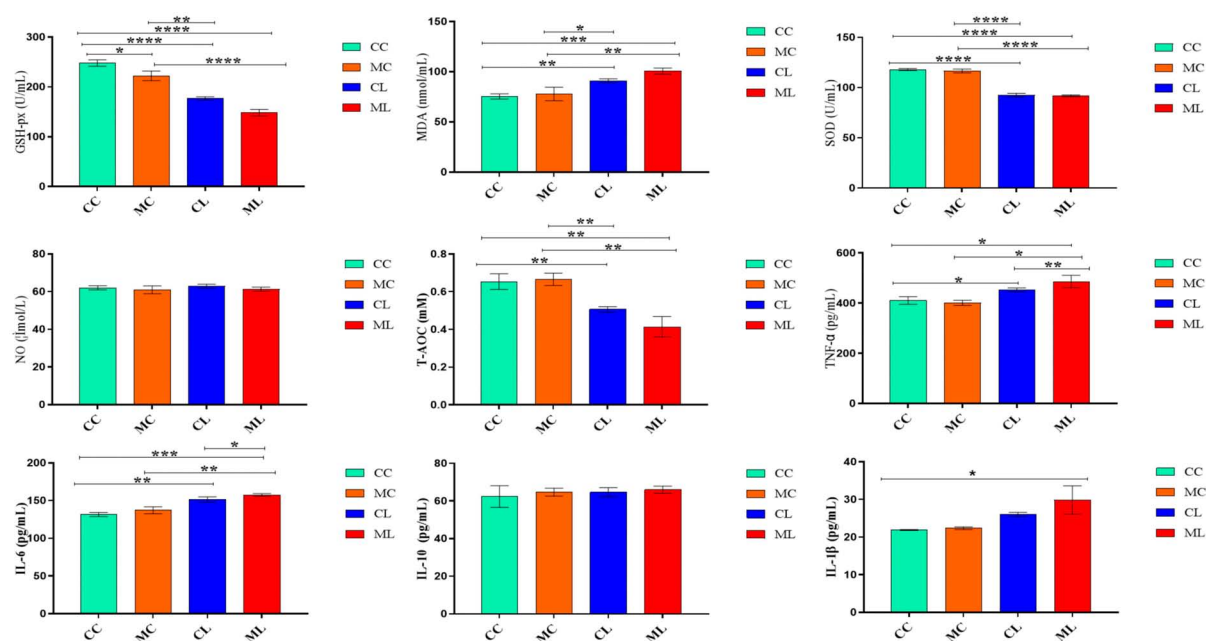 **
****
****
* ****
GSH-px (U/mL)
300
200
100
0
CC MC CL ML
CC
MC
CL
ML
*
***
**
**
MDA (nmol/mL)
150
100
50
0
CC MC CL ML
CC
MC
CL
ML
****
****
****
****
SOD (U/mL)
150
100
50
0
CC MC CL ML
CC
MC
CL
ML
80
60
40
20
0
CC MC CL ML
CC
MC
CL
ML
**
**
**
**
T-AOC (mM)
0.8
0.6
0.4
0.2
0.0
CC MC CL ML
CC
MC
CL
ML
*
*
**
*
TNF-α (pg/mL)
600
400
200
0
CC MC CL ML
CC
MC
CL
ML
*
***
**
**
IL-6 (pg/mL)
200
150
100
50
0
CC MC CL ML
CC
MC
CL
ML
IL-10 (pg/mL)
80
60
40
20
0
CC MC CL ML
CC
MC
CL
ML
*
IL-1β (pg/mL)
40
30
20
10
0
CC MC CL ML
CC
MC
CL
ML